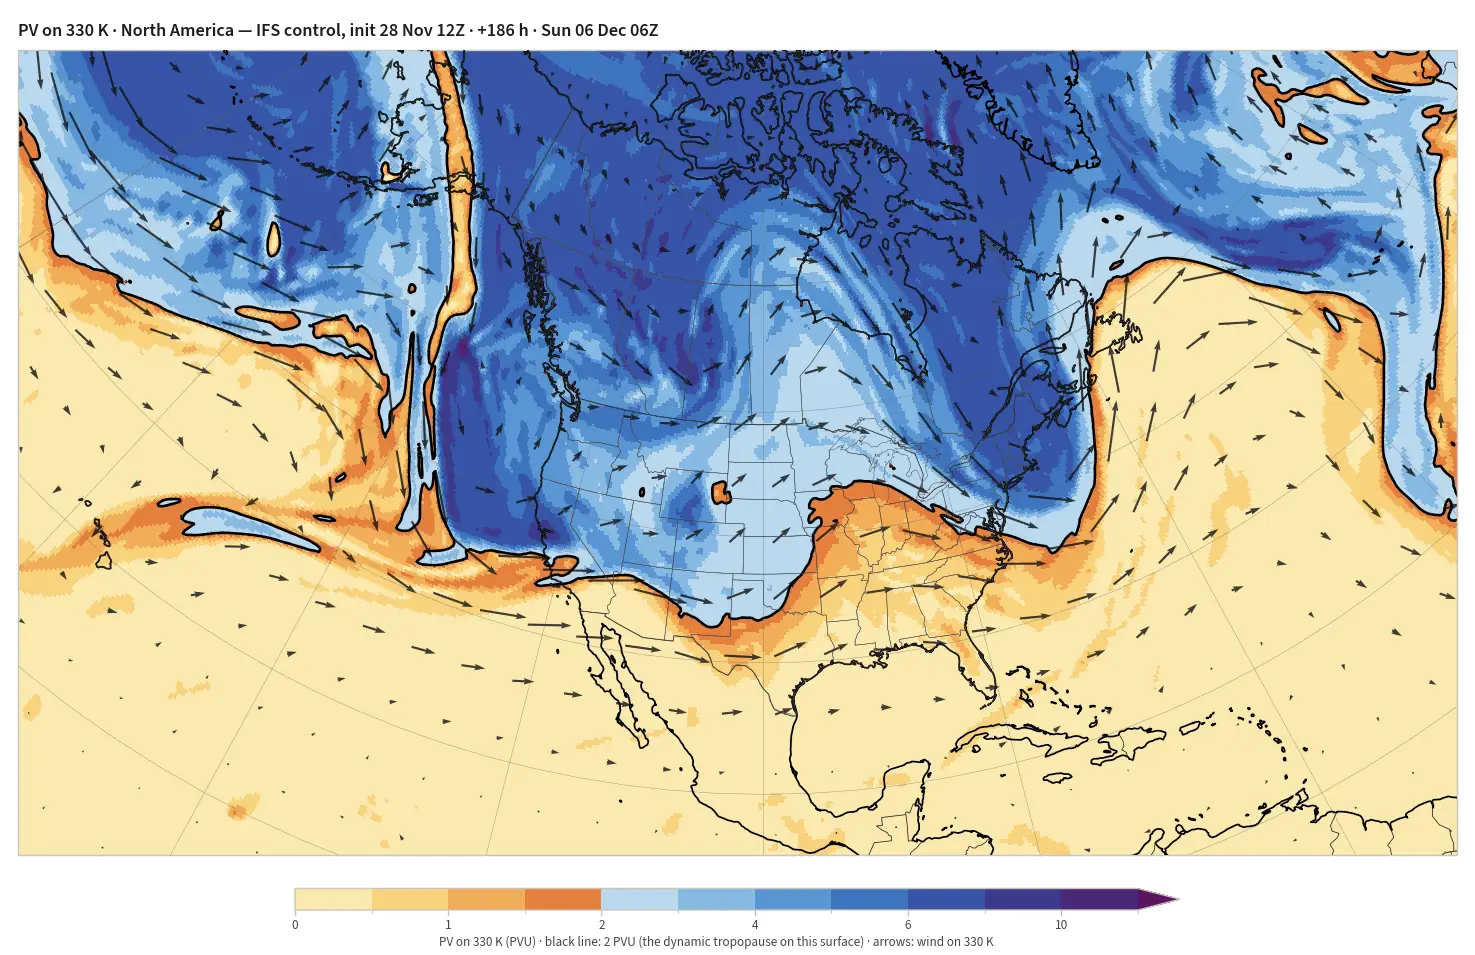 PV on 330 K · North America — IFS control, init 28 Nov 12Z · +186 h · Sun 06 Dec 06Z
0 1 2 4 6 10
PV on 330 K (PVU) · black line: 2 PVU (the dynamic tropopause on this surface) · arrows: wind on 330 K